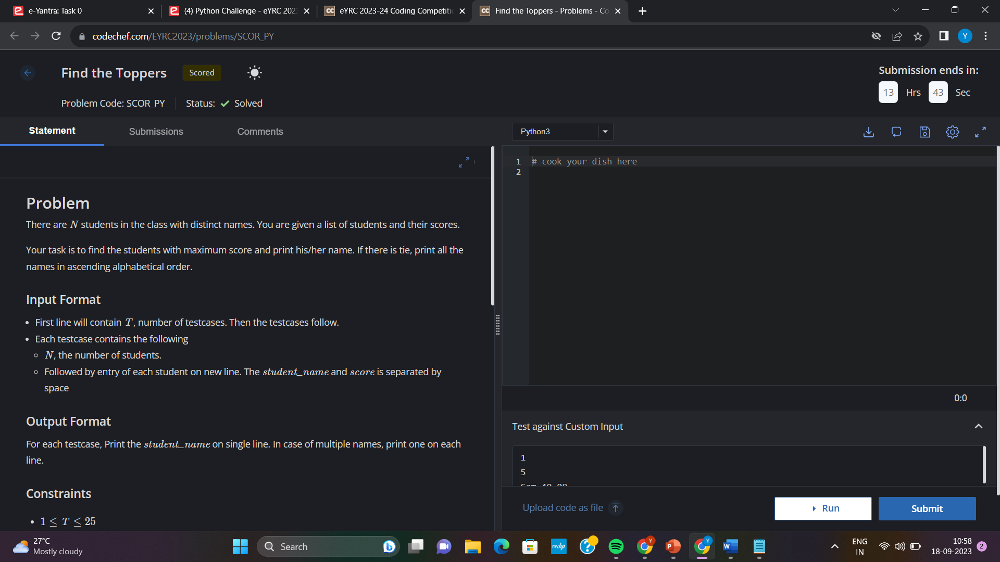 e-Yantra: Task 0
(4) Python Challenge - eYRC 202
eYRC 2023-24 Coding Competiti
Find the Toppers - Problems - Co
codechef.com/EYRC2023/problems/SCOR_PY
Y
Find the Toppers
Scored
Problem Code: SCOR_PY
Status: Solved
Submission ends in:
13 Hrs 43 Sec
Statement
Submissions
Comments
Python3
1 # cook your dish here
2
Problem
There are N students in the class with distinct names. You are given a list of students and their scores.
Your task is to find the students with maximum score and print his/her name. If there is tie, print all the
names in ascending alphabetical order.
Input Format
• First line will contain T, number of testcases. Then the testcases follow.
• Each testcase contains the following
◦ N, the number of students.
◦ Followed by entry of each student on new line. The student_name and score is separated by
space
Output Format
For each testcase, Print the student_name on single line. In case of multiple names, print one on each
line.
Constraints
• 1 ≤ T ≤ 25
0:0
Test against Custom Input
1
5
Upload code as file
Run
Submit
27°C
Mostly cloudy
Search
myhp
ENG
IN
10:58
18-09-2023
2